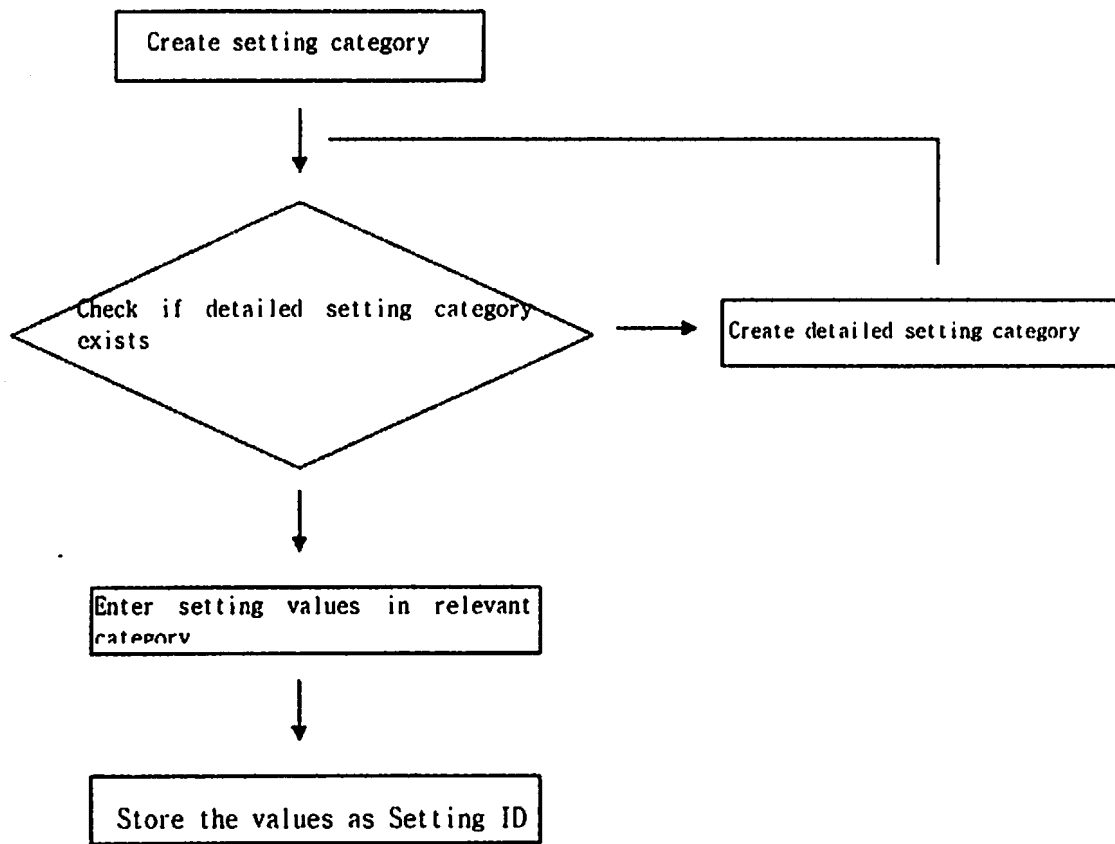 Create setting category
Check if detailed setting category
exists
Create detailed setting category
Enter setting values in relevant
category
Store the values as Setting ID